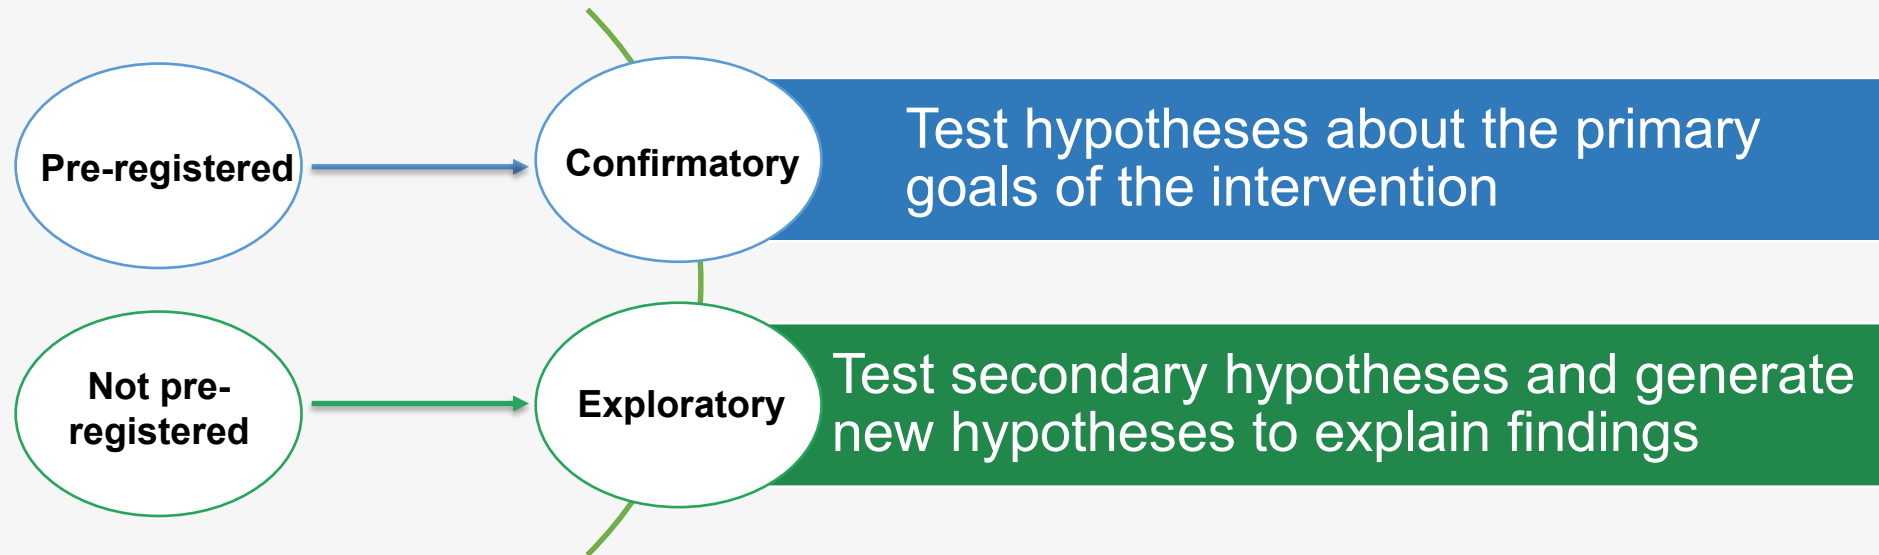 Pre-registered
Confirmatory
Test hypotheses about the primary
goals of the intervention
Not pre-
registered
Exploratory
Test secondary hypotheses and generate
new hypotheses to explain findings